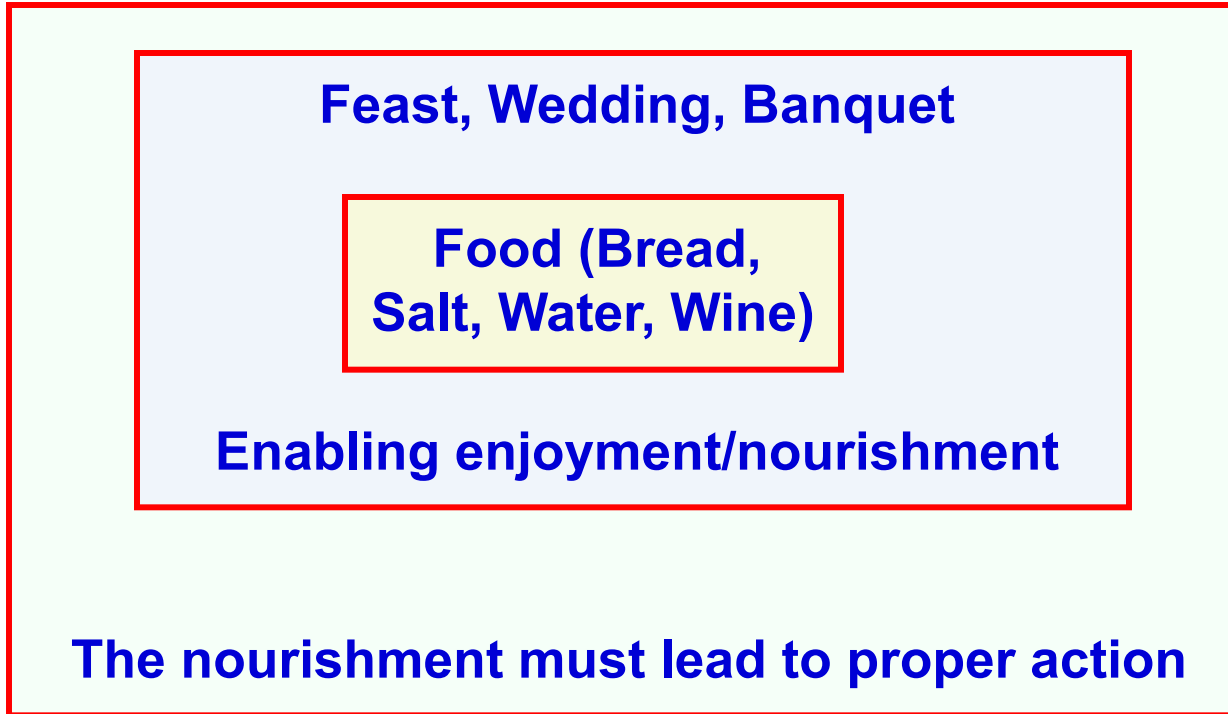 Feast, Wedding, Banquet
Food (Bread,
Salt, Water, Wine)
Enabling enjoyment/nourishment
The nourishment must lead to proper action